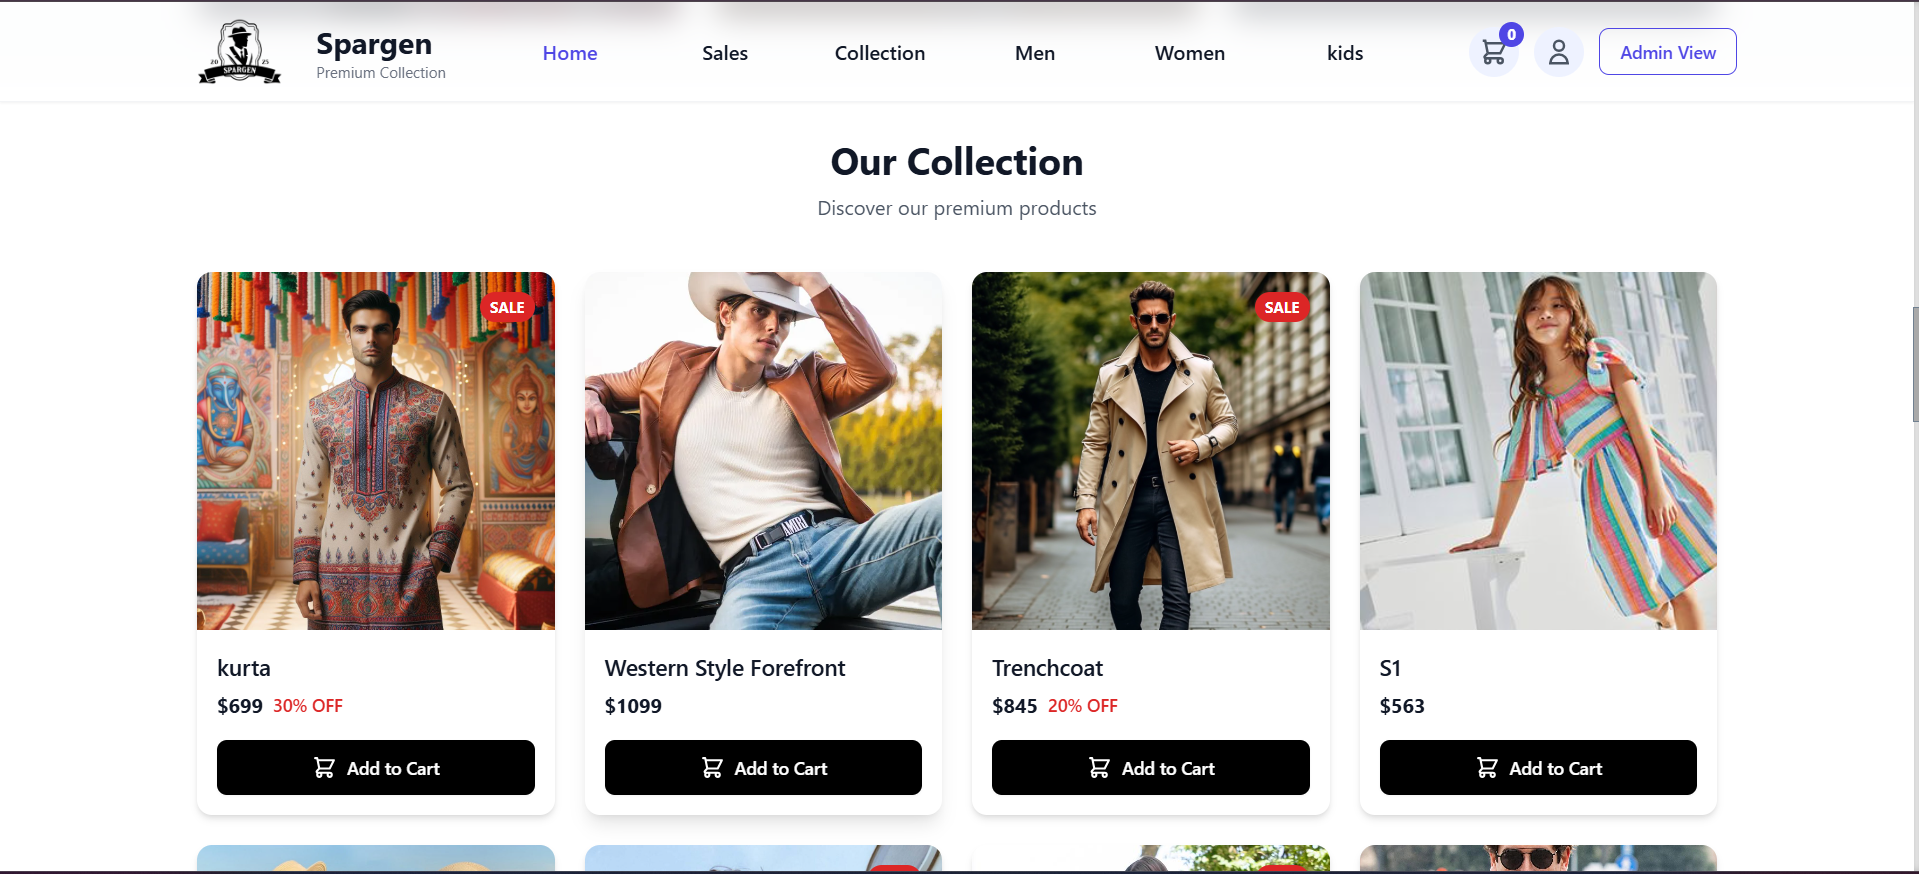 20 25
SPARGEN
Spargen
Premium Collection
Home
Sales
Collection
Men
Women
kids
0
Admin View
Our Collection
Discover our premium products
SALE
AMIRI
SALE
kurta
$699 30% OFF
Add to Cart
Western Style Forefront
$1099
Add to Cart
Trenchcoat
$845 20% OFF
Add to Cart
S1
$563
Add to Cart